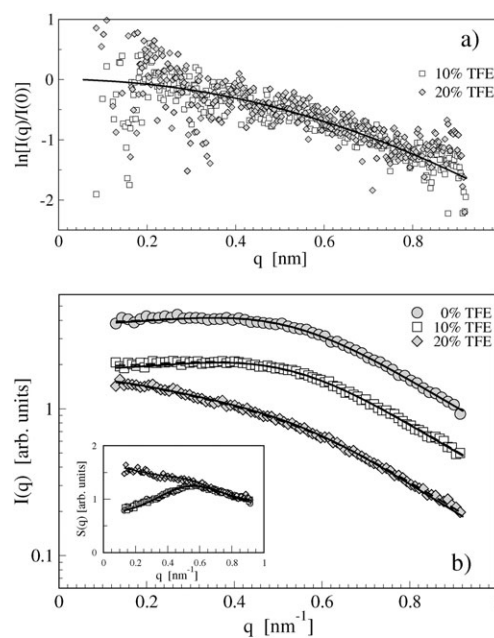 a)
10% TFE
20% TFE
ln[I(q)/I(0)]
0
-1
-2
0 0.2 0.4 0.6 0.8
q [nm]
0% TFE
10% TFE
20% TFE
I(q) [arb. units]
1
0.1
S(q) [arb. units]
2
1
0
0 0.2 0.4 0.6 0.8 1
q [nm-1]
b)
0 0.2 0.4 0.6 0.8
q [nm-1]